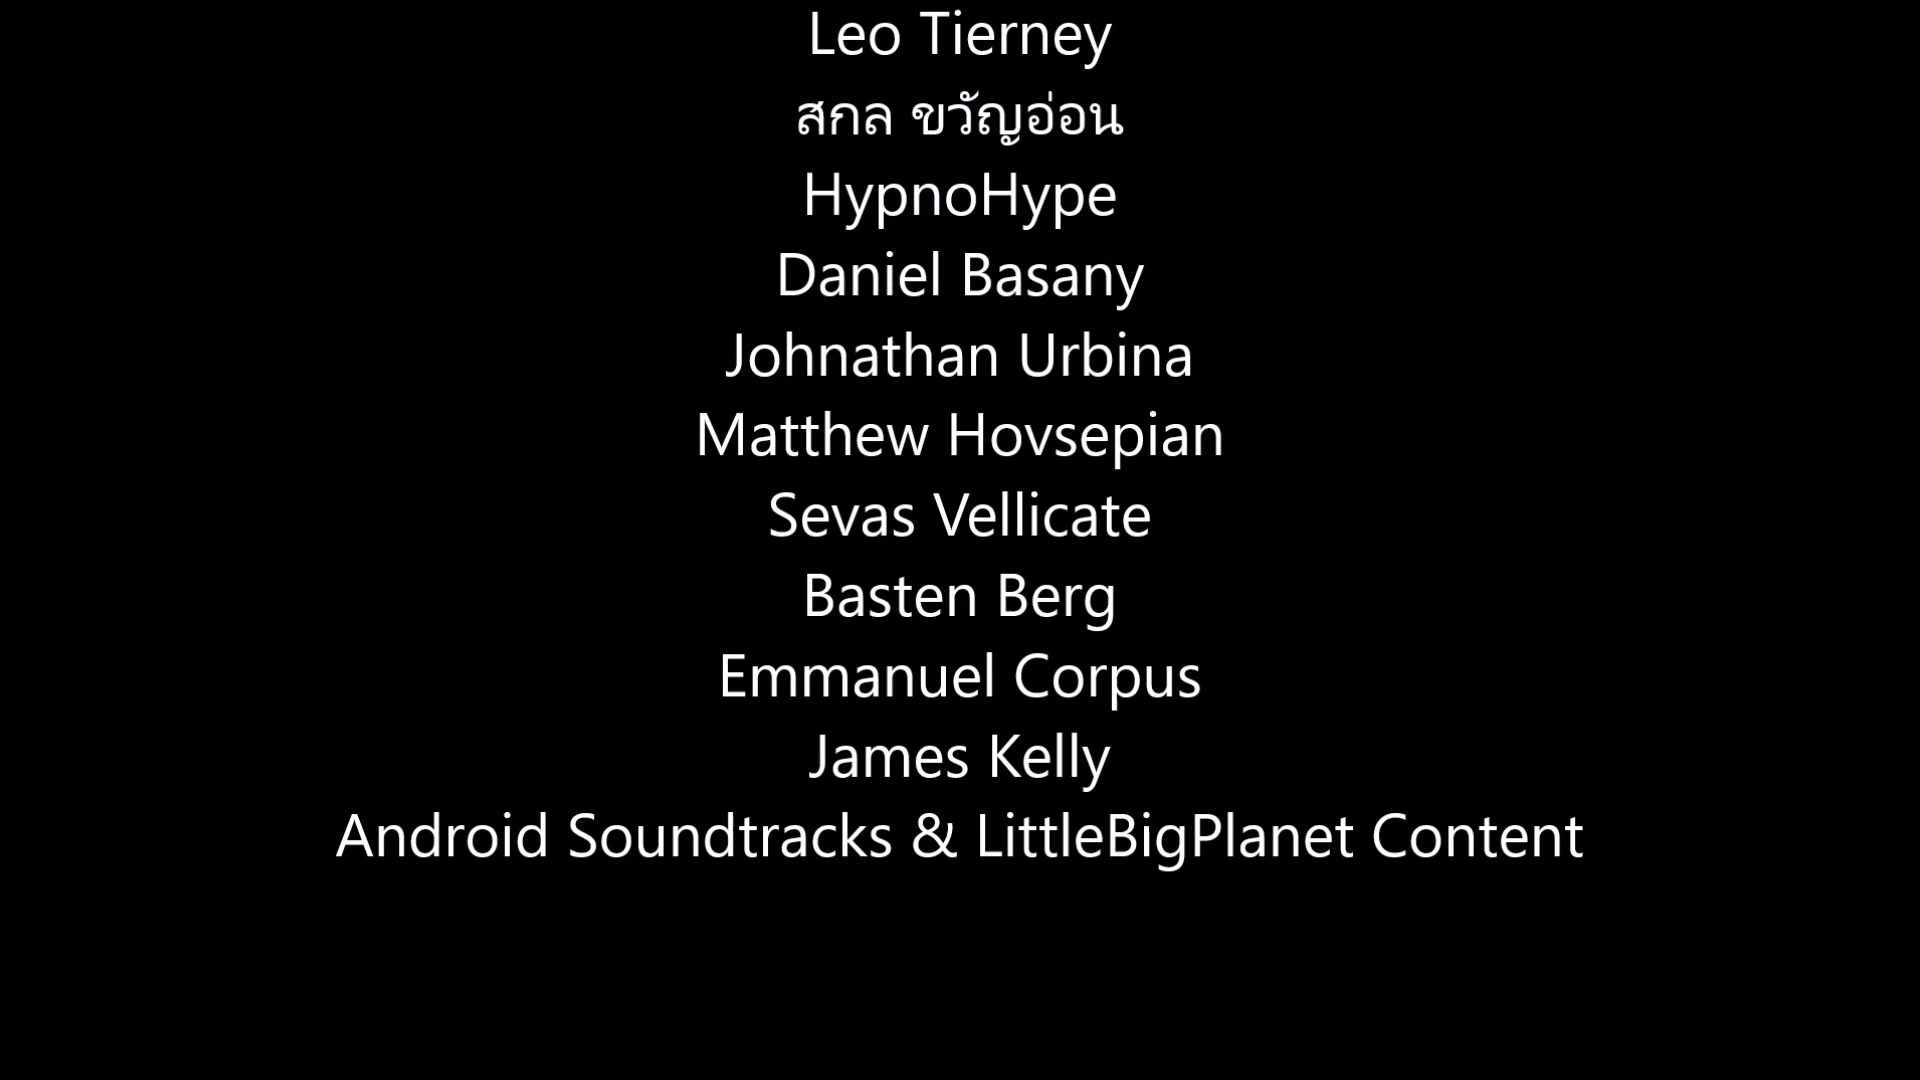 Leo Tierney
สกล ขวัญอ่อน
HypnoHype
Daniel Basany
Johnathan Urbina
Matthew Hovsepian
Sevas Vellicate
Basten Berg
Emmanuel Corpus
James Kelly
Android Soundtracks & LittleBigPlanet Content